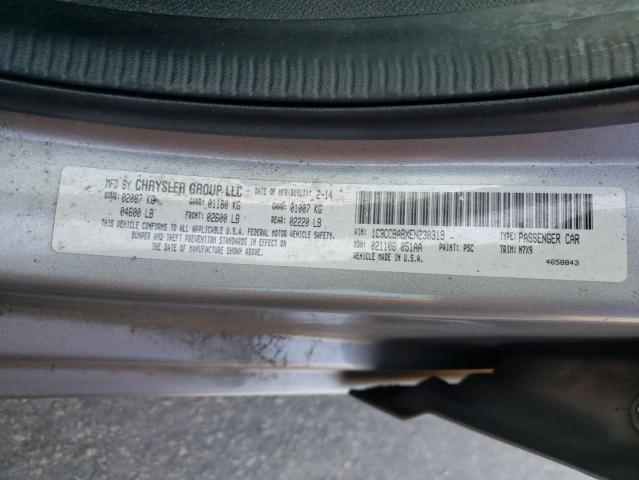 MFD BY CHRYSLER GROUP LLC - DATE OF MFR(BUILT): 2-14
GVWR: 02087 KG GAWR: 01180 KG GAWR: 01007 KG
04600 LB FRONT: 02600 LB REAR: 02220 LB
THIS VEHICLE CONFORMS TO ALL APPLICABLE U.S.A. FEDERAL MOTOR VEHICLE SAFETY,
BUMPER AND THEFT PREVENTION STANDARDS IN EFFECT ON
THE DATE OF MANUFACTURE SHOWN ABOVE.
VIN: 1C3CCBABXEN230319 - TYPE: PASSENGER CAR
MDH: 021106 051AA PAINT: PSC TRIM: M7X9
MADE IN U.S.A. 4658843